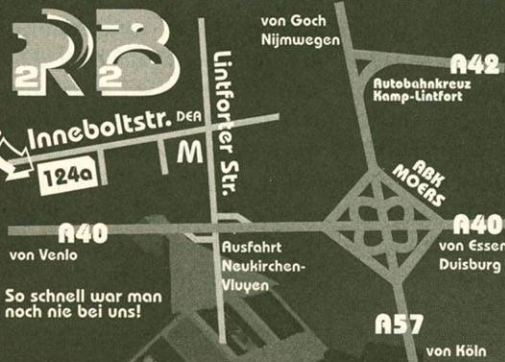 R2B2
von Goch
Nijmwegen
A42
Autobahnkreuz
Kamp-Lintfort
Lintforter Str.
Inneboltstr.
DEA
M
124a
ABK
MOERS
A40
von Venlo
A40
von Essen
Duisburg
Ausfahrt
Neukirchen-
Vluyen
So schnell war man
noch nie bei uns!
A57
von Köln